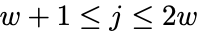 w + 1 ≤ j ≤ 2w